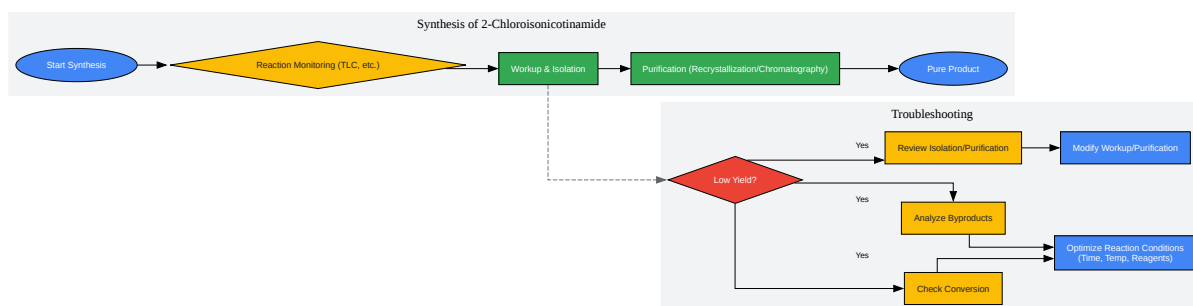 Synthesis of 2-Chloroisonicotinamide
Start Synthesis
Reaction Monitoring (TLC, etc.)
Workup & Isolation
Purification (Recrystallization/Chromatography)
Pure Product
Troubleshooting
Low Yield?
Yes
Review Isolation/Purification
Modify Workup/Purification
Yes
Analyze Byproducts
Yes
Optimize Reaction Conditions
(Time, Temp, Reagents)
Check Conversion